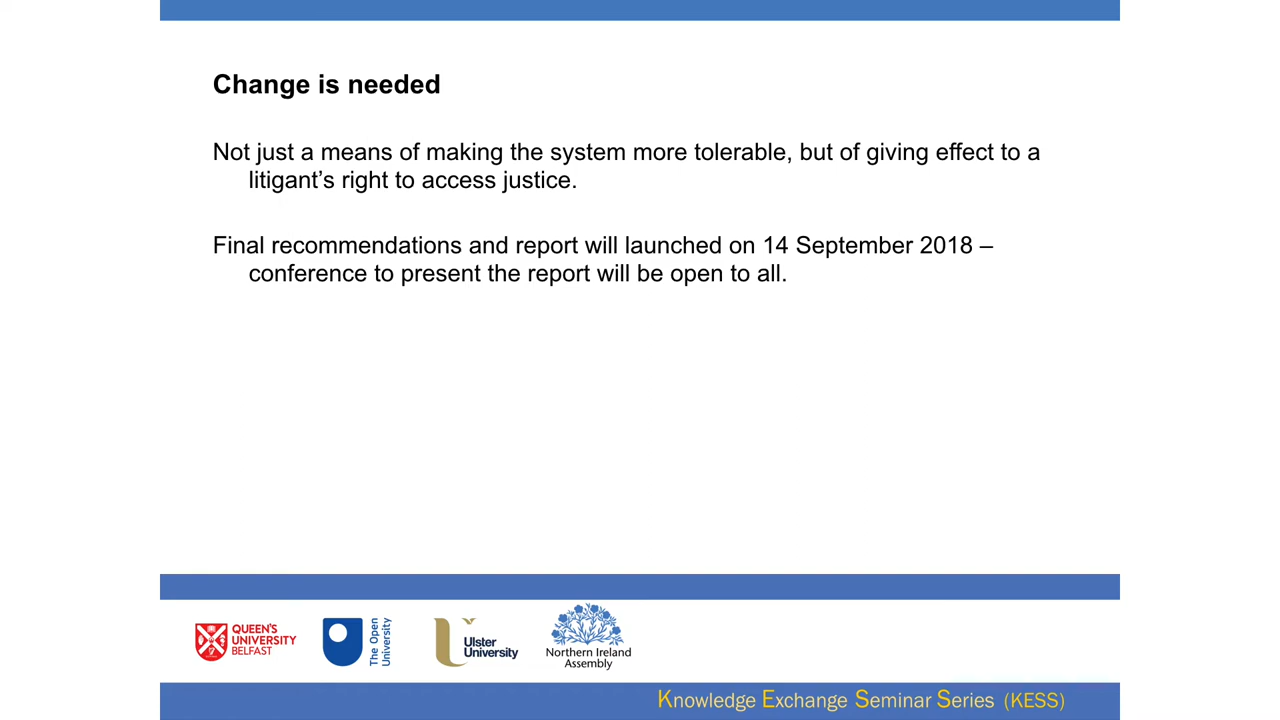 Change is needed
Not just a means of making the system more tolerable, but of giving effect to a
litigant’s right to access justice.
Final recommendations and report will launched on 14 September 2018 –
conference to present the report will be open to all.
QUEEN'S
UNIVERSITY
BELFAST
The Open
University
Ulster
University
Northern Ireland
Assembly
Knowledge Exchange Seminar Series (KESS)